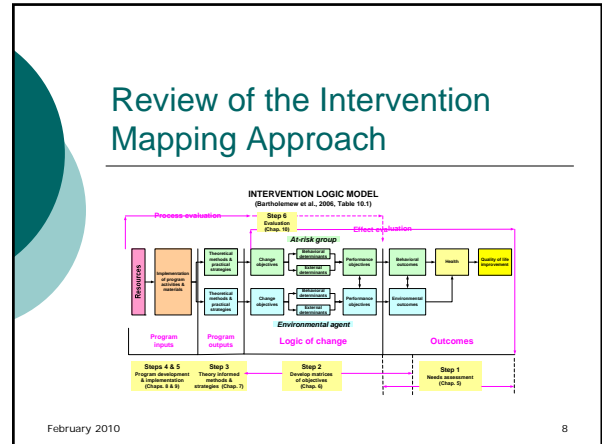 Review of the Intervention
Mapping Approach
INTERVENTION LOGIC MODEL
(Bartholemew et al., 2006, Table 10.1)
Process evaluation
Step 6
Evaluation
(Chap. 10)
Effect evaluation
At-risk group
Resources
Implementation
of program
activities &
materials
Theoretical
methods &
practical
strategies
Change
objectives
Behavioral
determinants
External
determinants
Performance
objectives
Behavioral
outcomes
Health
Quality of life
improvement
Theoretical
methods &
practical
strategies
Change
objectives
Behavioral
determinants
External
determinants
Performance
objectives
Environmental
outcomes
Environmental agent
Program
inputs
Program
outputs
Logic of change
Outcomes
Steps 4 & 5
Program development
& implementation
(Chaps. 8 & 9)
Step 3
Theory informed
methods &
strategies (Chap. 7)
Step 2
Develop matrices
of objectives
(Chap. 6)
Step 1
Needs assessment
(Chap. 5)
February 2010
8